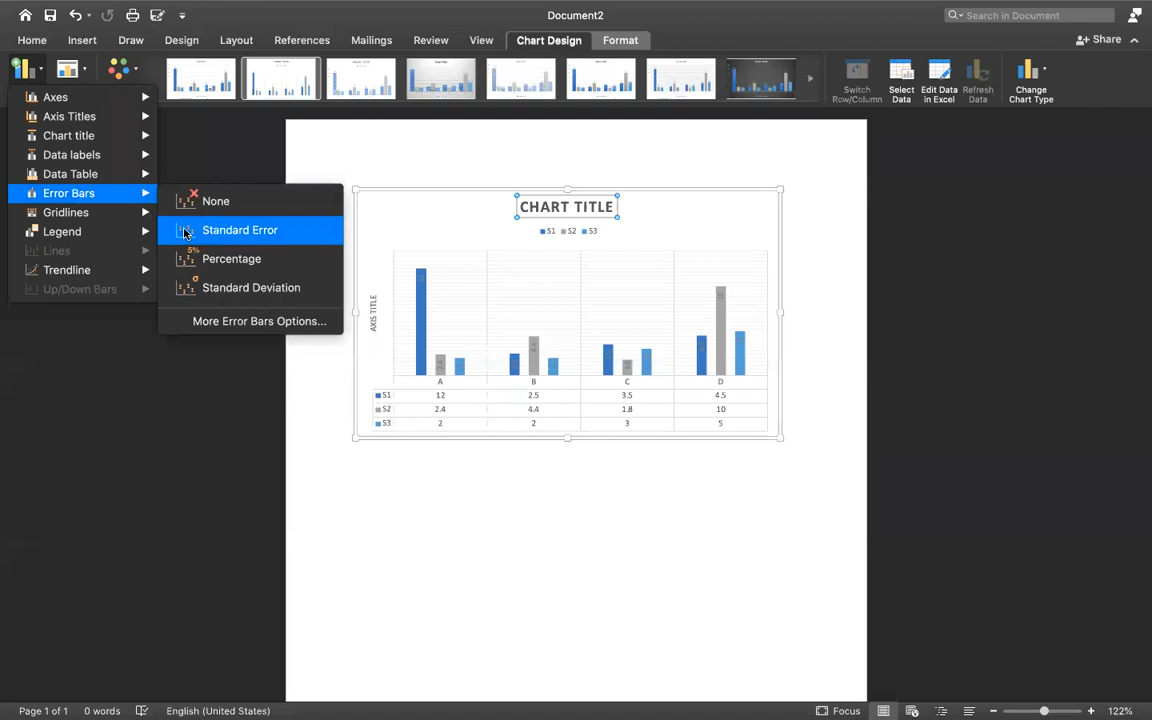 Document2
Search in Document
Home Insert Draw Design Layout References Mailings Review View Chart Design Format Share
Switch Row/Column
Select Data
Edit Data in Excel
Refresh Data
Change Chart Type
Axes
Axis Titles
Chart title
Data labels
Data Table
Error Bars
Gridlines
Legend
Lines
Trendline
Up/Down Bars
None
Standard Error
5%
Percentage
σ
Standard Deviation
More Error Bars Options...
CHART TITLE
S1 S2 S3
AXIS TITLE
A B C D
S1 12 2.5 3.5 4.5
S2 2.4 4.4 1.8 10
S3 2 2 3 5
Page 1 of 1 0 words English (United States) Focus 122%